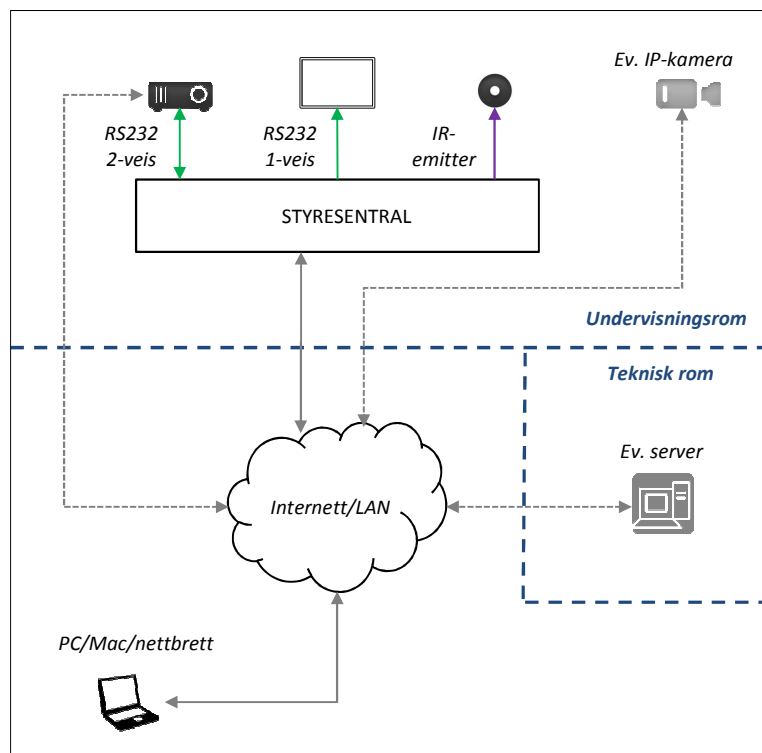 Ev. IP-kamera
RS232
2-veis
RS232
1-veis
IR-
emitter
STYRESENTRAL
Undervisningsrom
Teknisk rom
Ev. server
Internett/LAN
PC/Mac/nettbrett